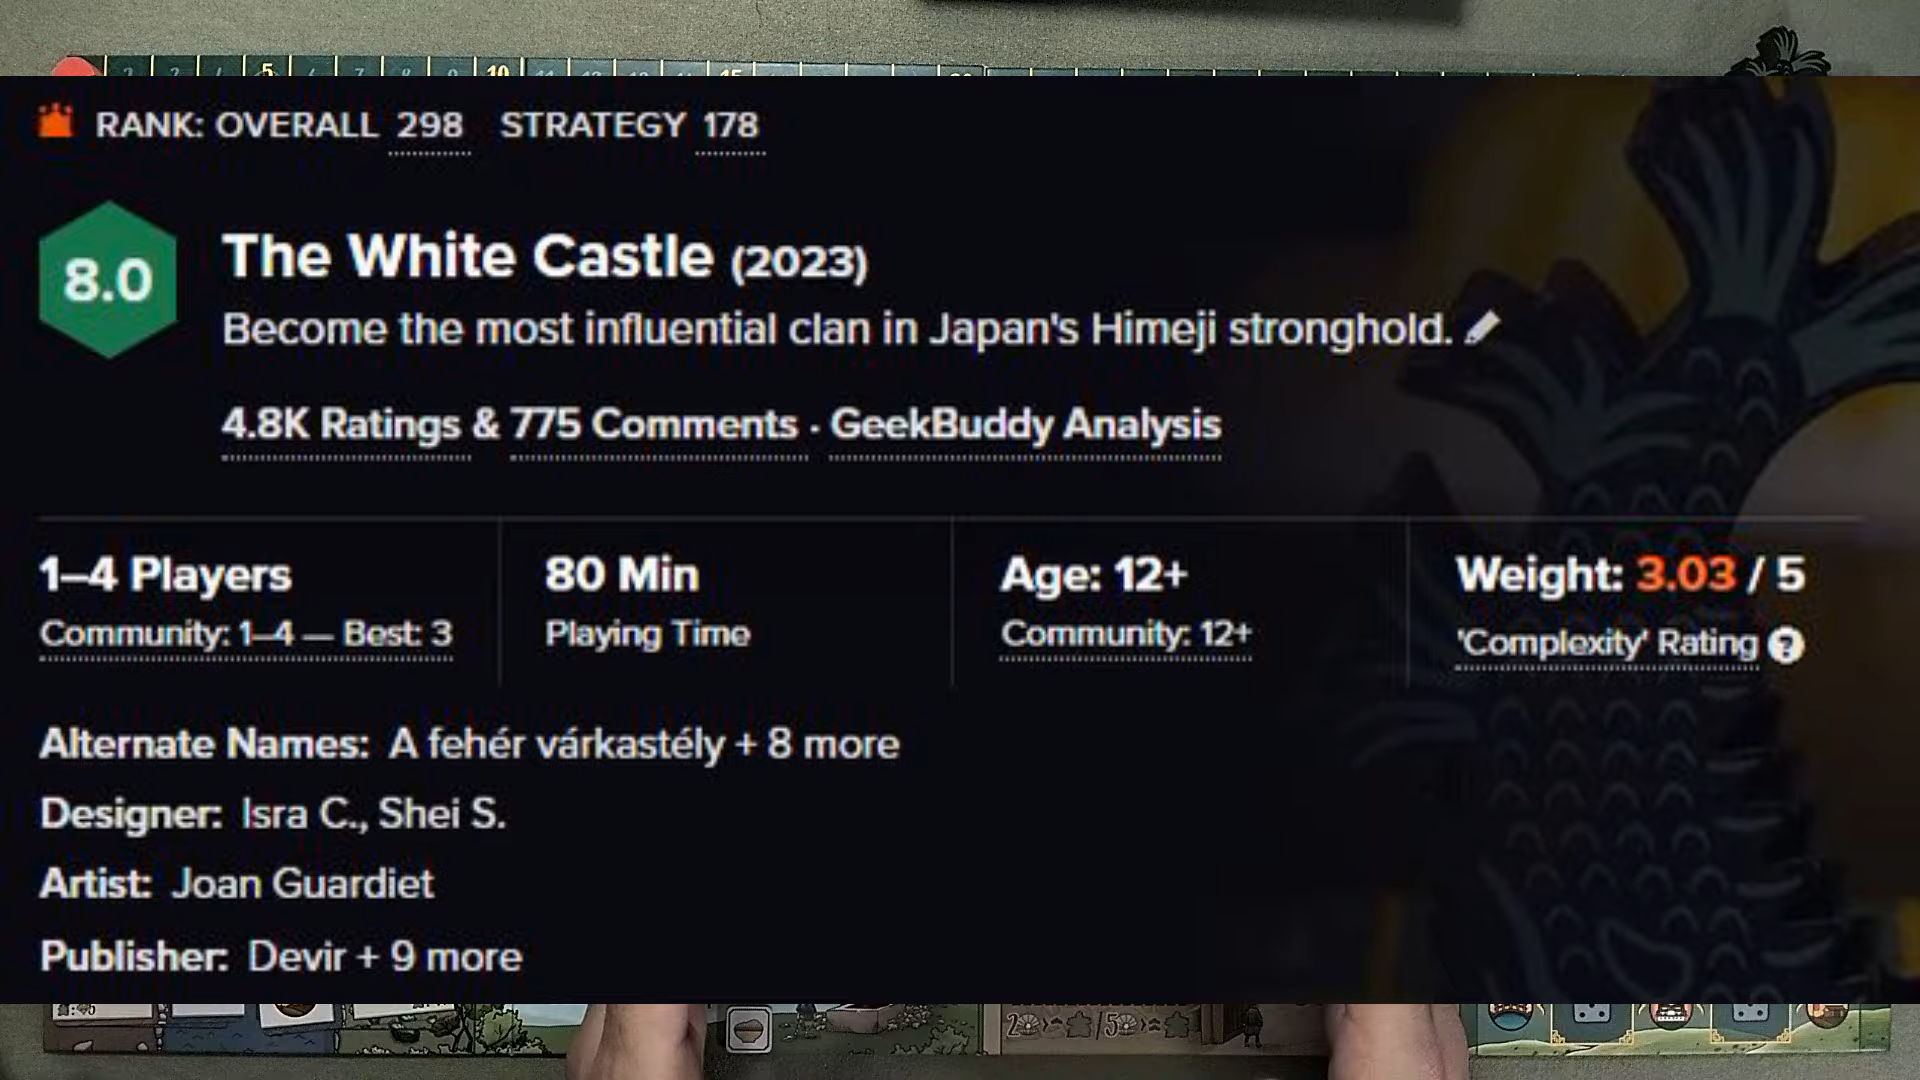 5 10 15
RANK: OVERALL 298 STRATEGY 178
8.0
The White Castle (2023)
Become the most influential clan in Japan's Himeji stronghold.
4.8K Ratings & 775 Comments · GeekBuddy Analysis
1–4 Players
Community: 1–4 — Best: 3
80 Min
Playing Time
Age: 12+
Community: 12+
Weight: 3.03 / 5
'Complexity' Rating ?
Alternate Names: A fehér várkastély + 8 more
Designer: Isra C., Shei S.
Artist: Joan Guardiet
Publisher: Devir + 9 more